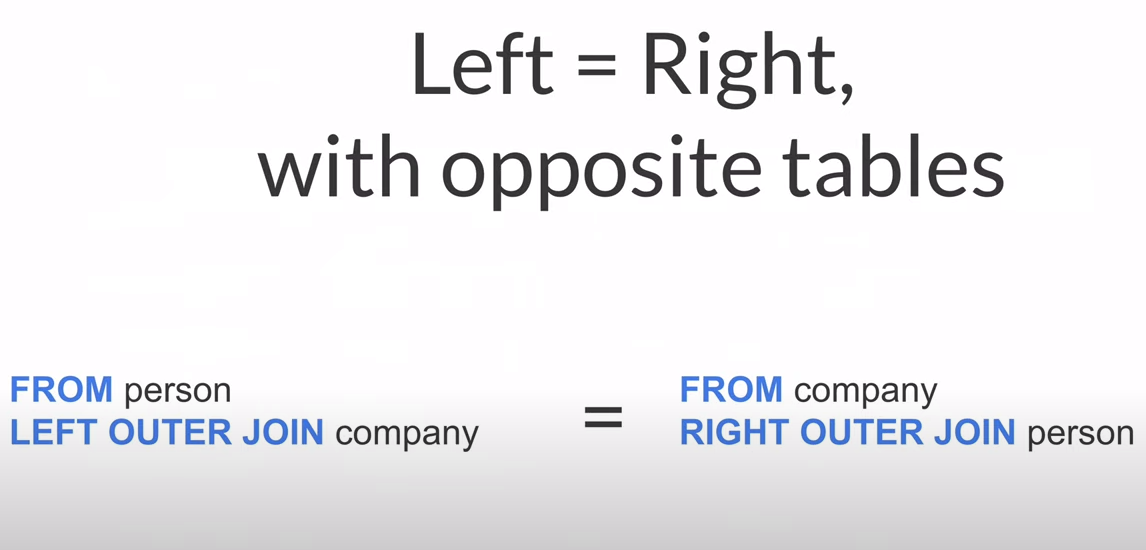 Left = Right,
with opposite tables
FROM person
LEFT OUTER JOIN company
=
FROM company
RIGHT OUTER JOIN person